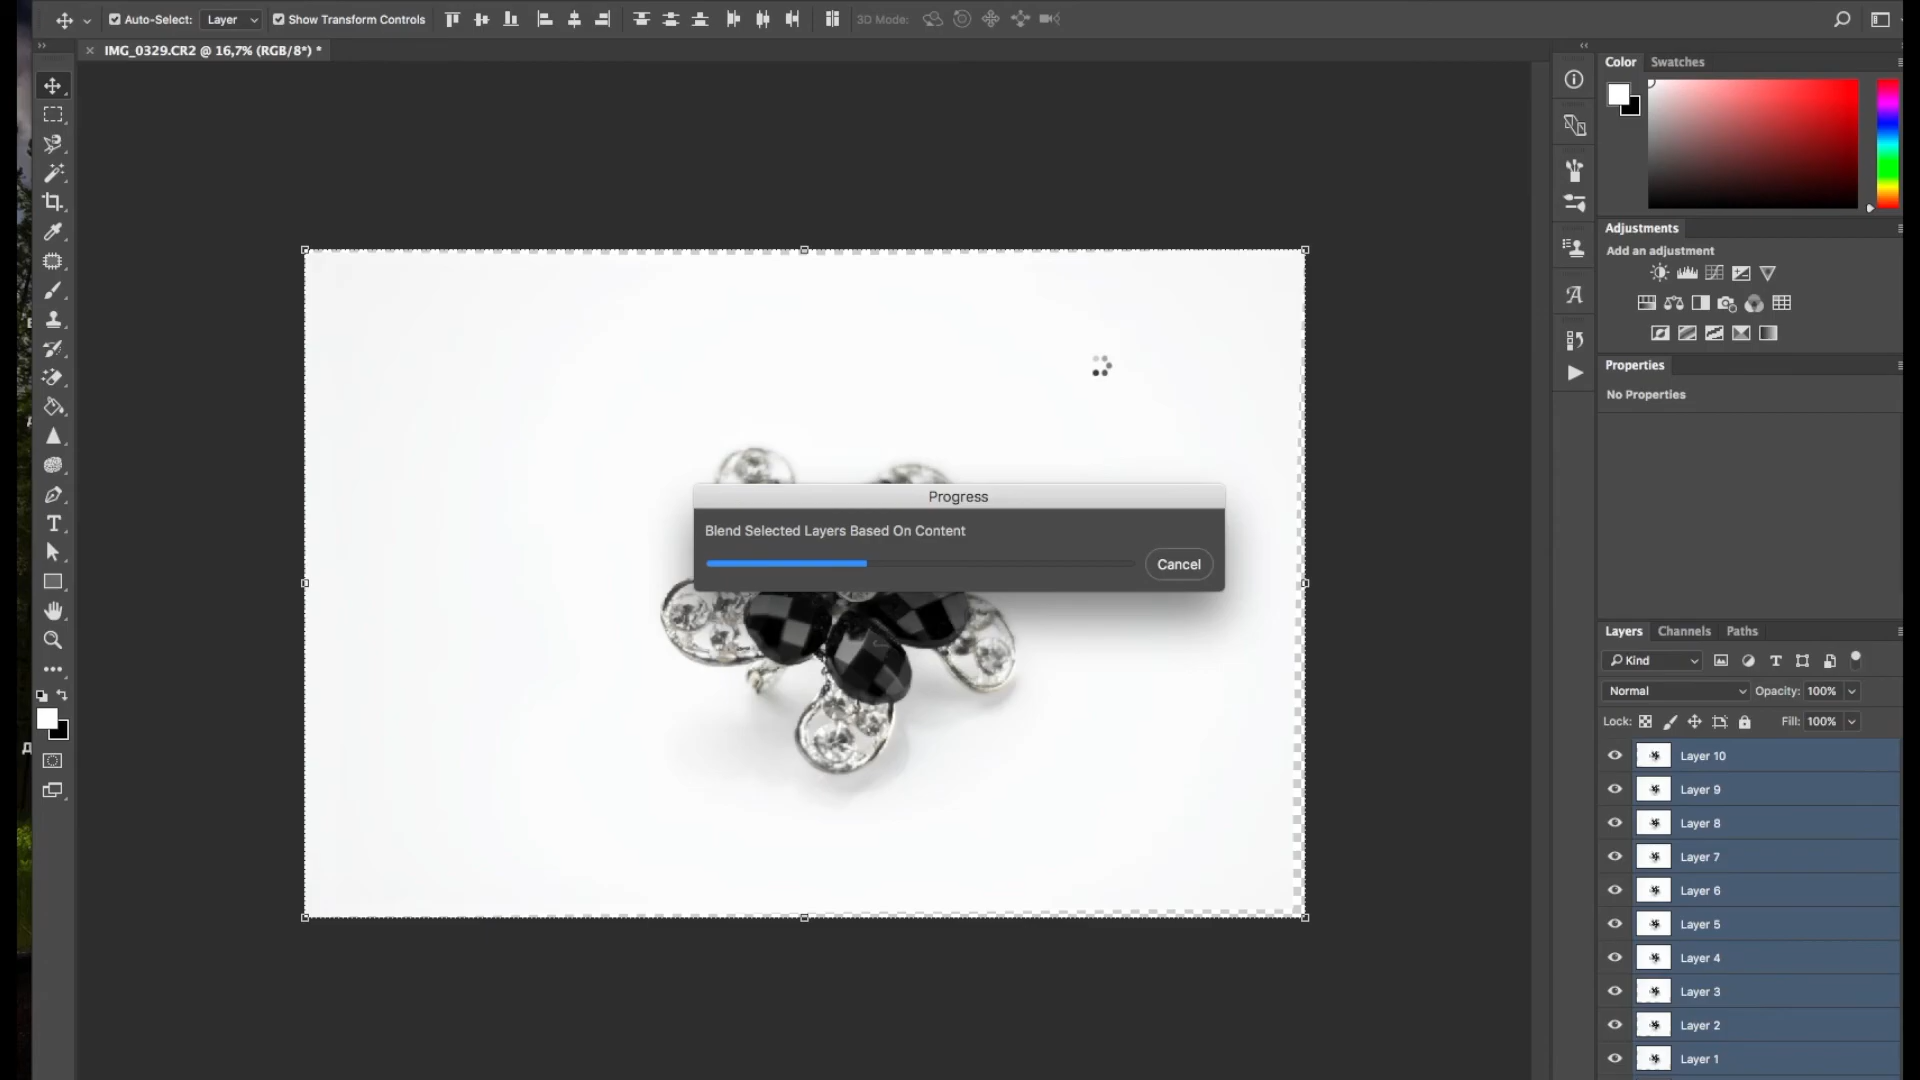 Auto-Select: Layer Show Transform Controls 3D Mode:
IMG_0329.CR2 @ 16,7% (RGB/8*) *
Color Swatches
Adjustments
Add an adjustment
Properties
No Properties
Progress
Blend Selected Layers Based On Content
Cancel
Layers Channels Paths
Kind
Normal Opacity: 100%
Lock: Fill: 100%
Layer 10
Layer 9
Layer 8
Layer 7
Layer 6
Layer 5
Layer 4
Layer 3
Layer 2
Layer 1